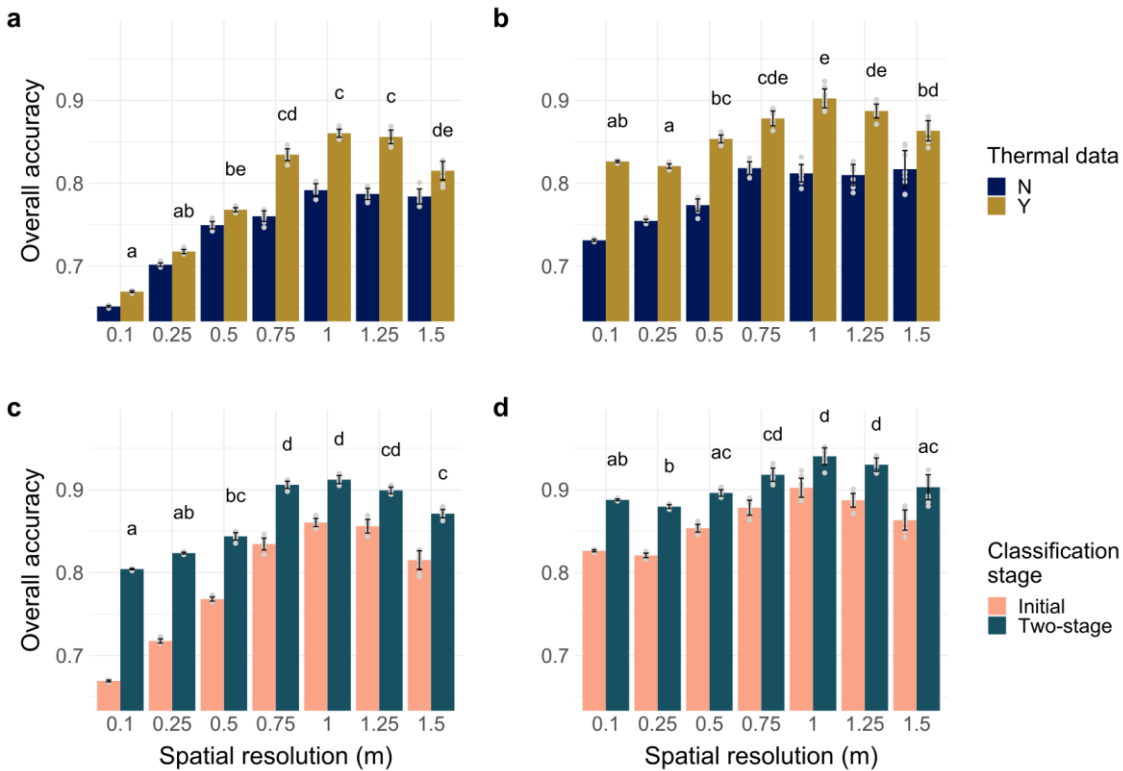 a
b
Overall accuracy
0.9
0.8
0.7
a
ab
be
cd
c
c
de
0.1 0.25 0.5 0.75 1 1.25 1.5
0.9
0.8
0.7
ab
a
bc
cde
e
de
bd
0.1 0.25 0.5 0.75 1 1.25 1.5
Thermal data
N
Y
c
d
Overall accuracy
0.9
0.8
0.7
a
ab
bc
d
d
cd
c
0.1 0.25 0.5 0.75 1 1.25 1.5
Spatial resolution (m)
0.9
0.8
0.7
ab
b
ac
cd
d
d
ac
0.1 0.25 0.5 0.75 1 1.25 1.5
Spatial resolution (m)
Classification
stage
Initial
Two-stage